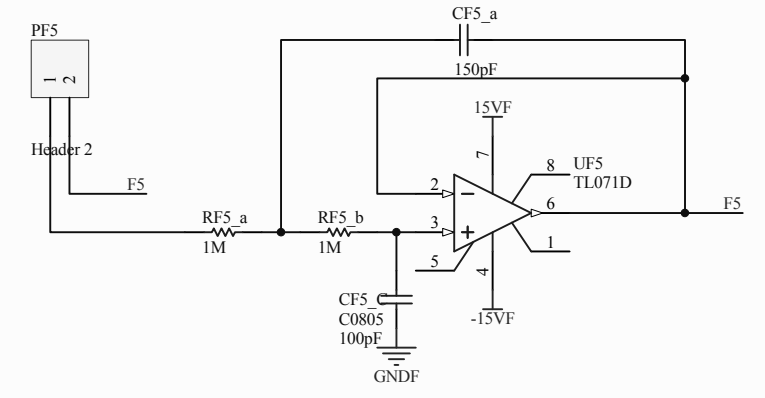 CF5_a
PF5
150pF
1
2
15VF
7
Header 2
8
UF5
TL071D
F5
2
6
F5
RF5_a
RF5_b
3
1M
1M
1
5
4
CF5_C
C0805
-15VF
100pF
GNDF